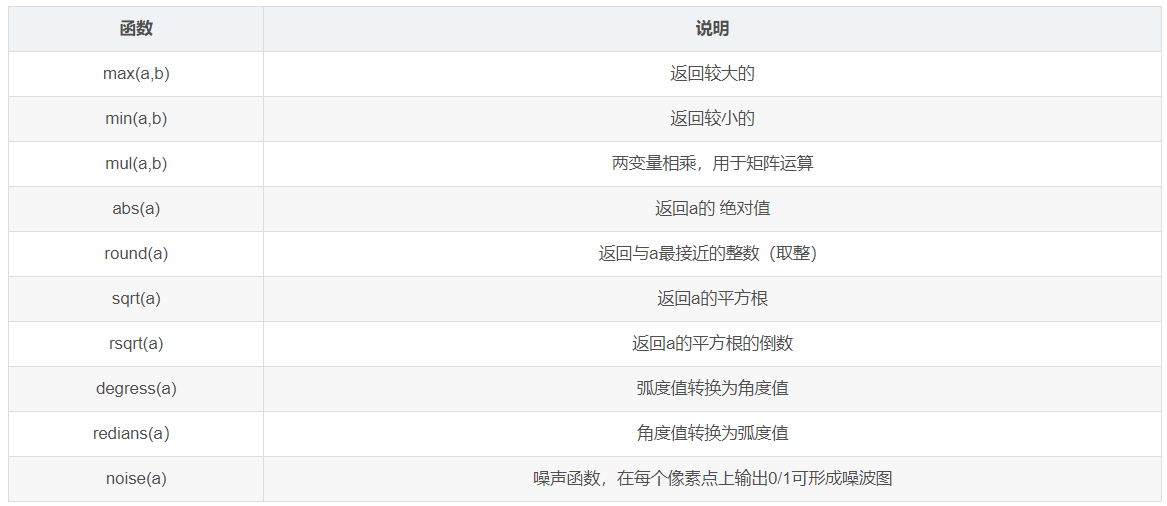 函数 说明
max(a,b) 返回较大的
min(a,b) 返回较小的
mul(a,b) 两变量相乘，用于矩阵运算
abs(a) 返回a的 绝对值
round(a) 返回与a最接近的整数（取整）
sqrt(a) 返回a的平方根
rsqrt(a) 返回a的平方根的倒数
degress(a) 弧度值转换为角度值
redians(a） 角度值转换为弧度值
noise(a) 噪声函数，在每个像素点上输出0/1可形成噪波图